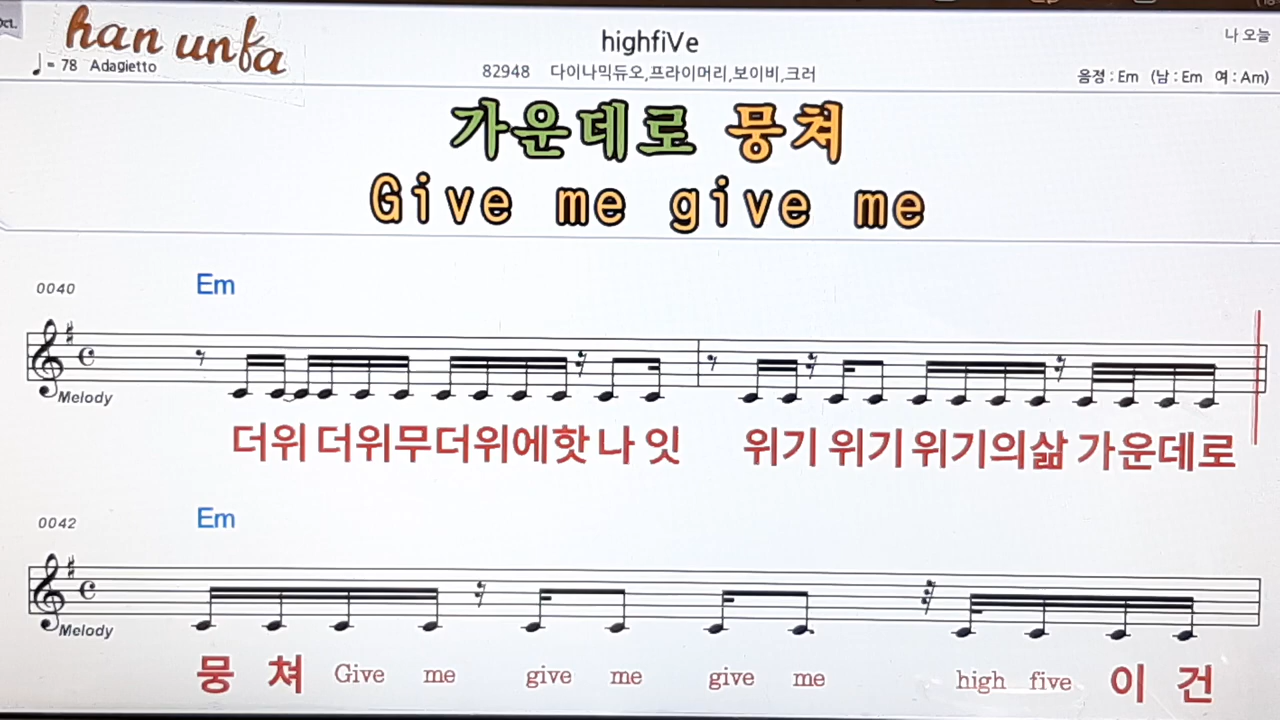 Oct.
han unfa
highfiVe
나 오늘
♩= 78 Adagietto
82948 다이나믹듀오,프라이머리,보이비,크러
음정 : Em (남 : Em 여 : Am)
가운데로 뭉쳐
Give me give me
0040 Em
Melody
더위 더위무더위에핫 나 잇 위기 위기 위기의삶 가운데로
0042 Em
Melody
뭉 쳐 Give me give me give me high five 이 건